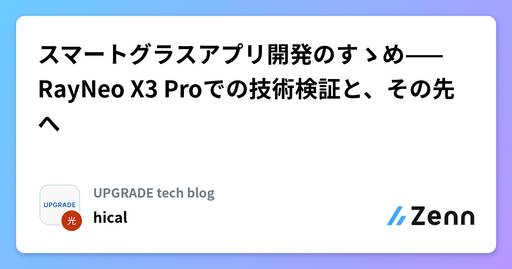 スマートグラスアプリ開発のすゝめ——
RayNeo X3 Proでの技術検証と、その先
へ
UPGRADE tech blog
UPGRADE
光
hical
Zenn